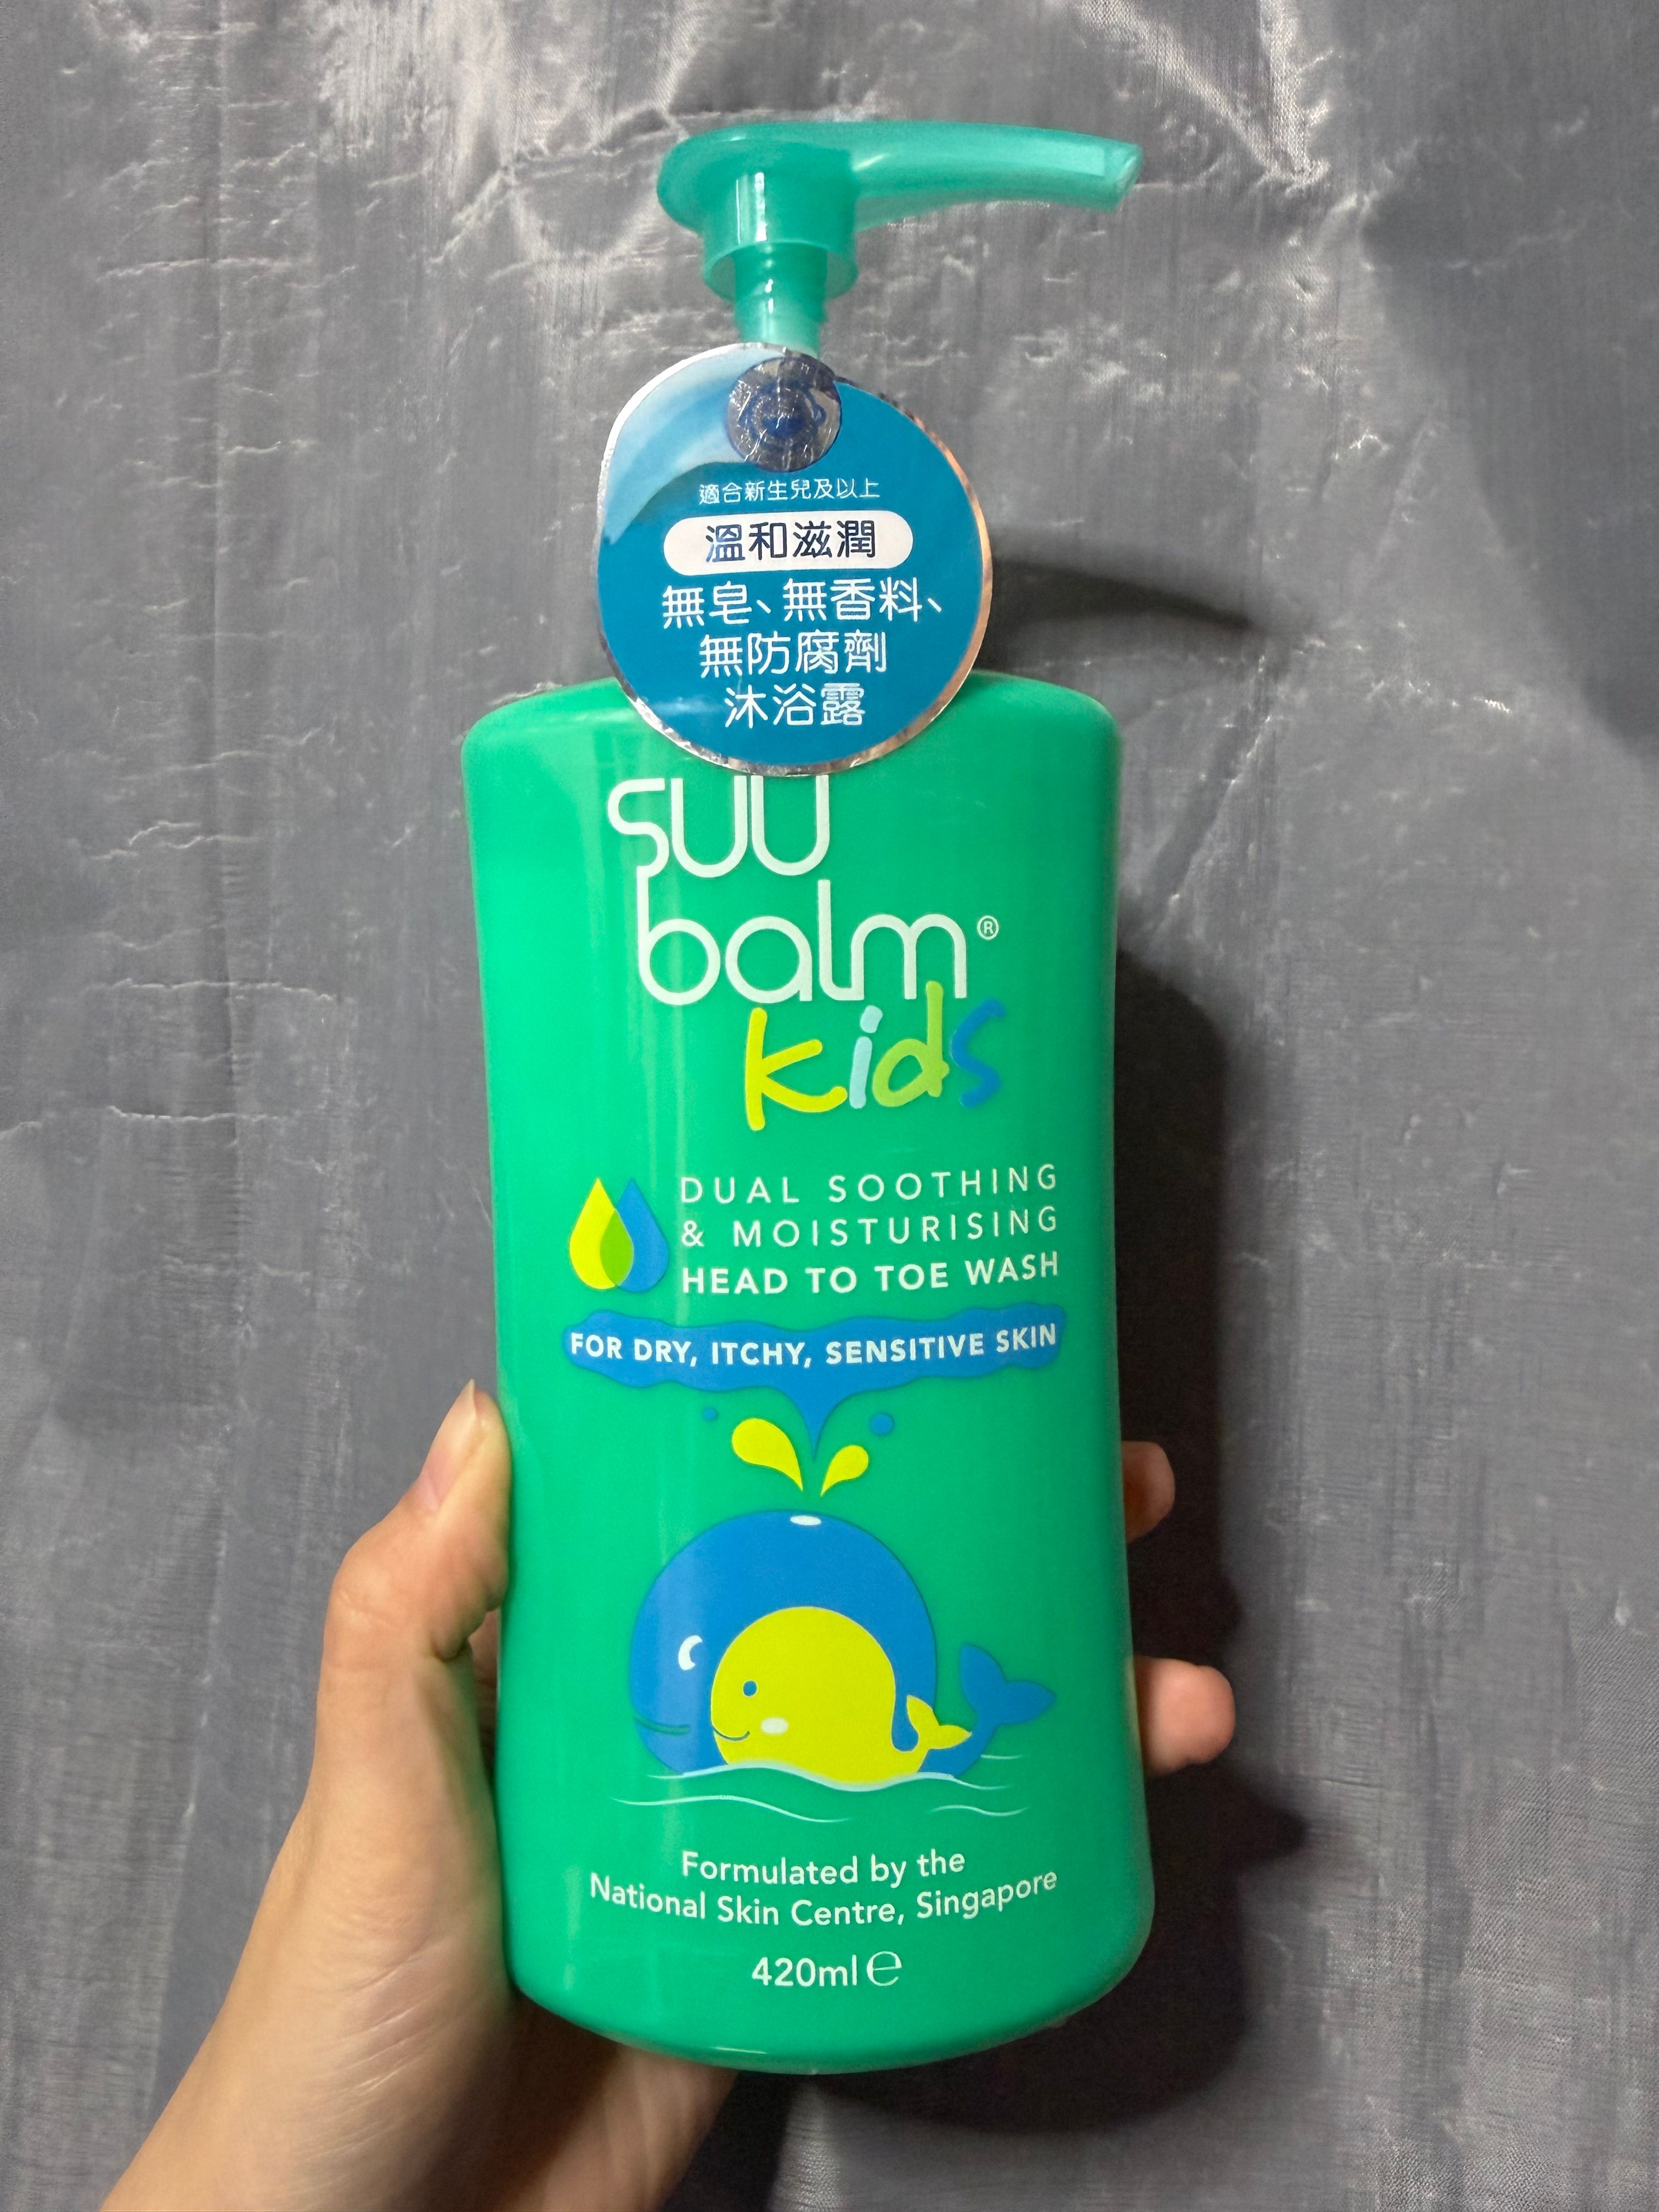 適合新生兒及以上
溫和滋潤
無皂、無香料、
無防腐劑
沐浴露
suu
balm®
kids
DUAL SOOTHING
& MOISTURISING
HEAD TO TOE WASH
FOR DRY, ITCHY, SENSITIVE SKIN
Formulated by the
National Skin Centre, Singapore
420ml ℮